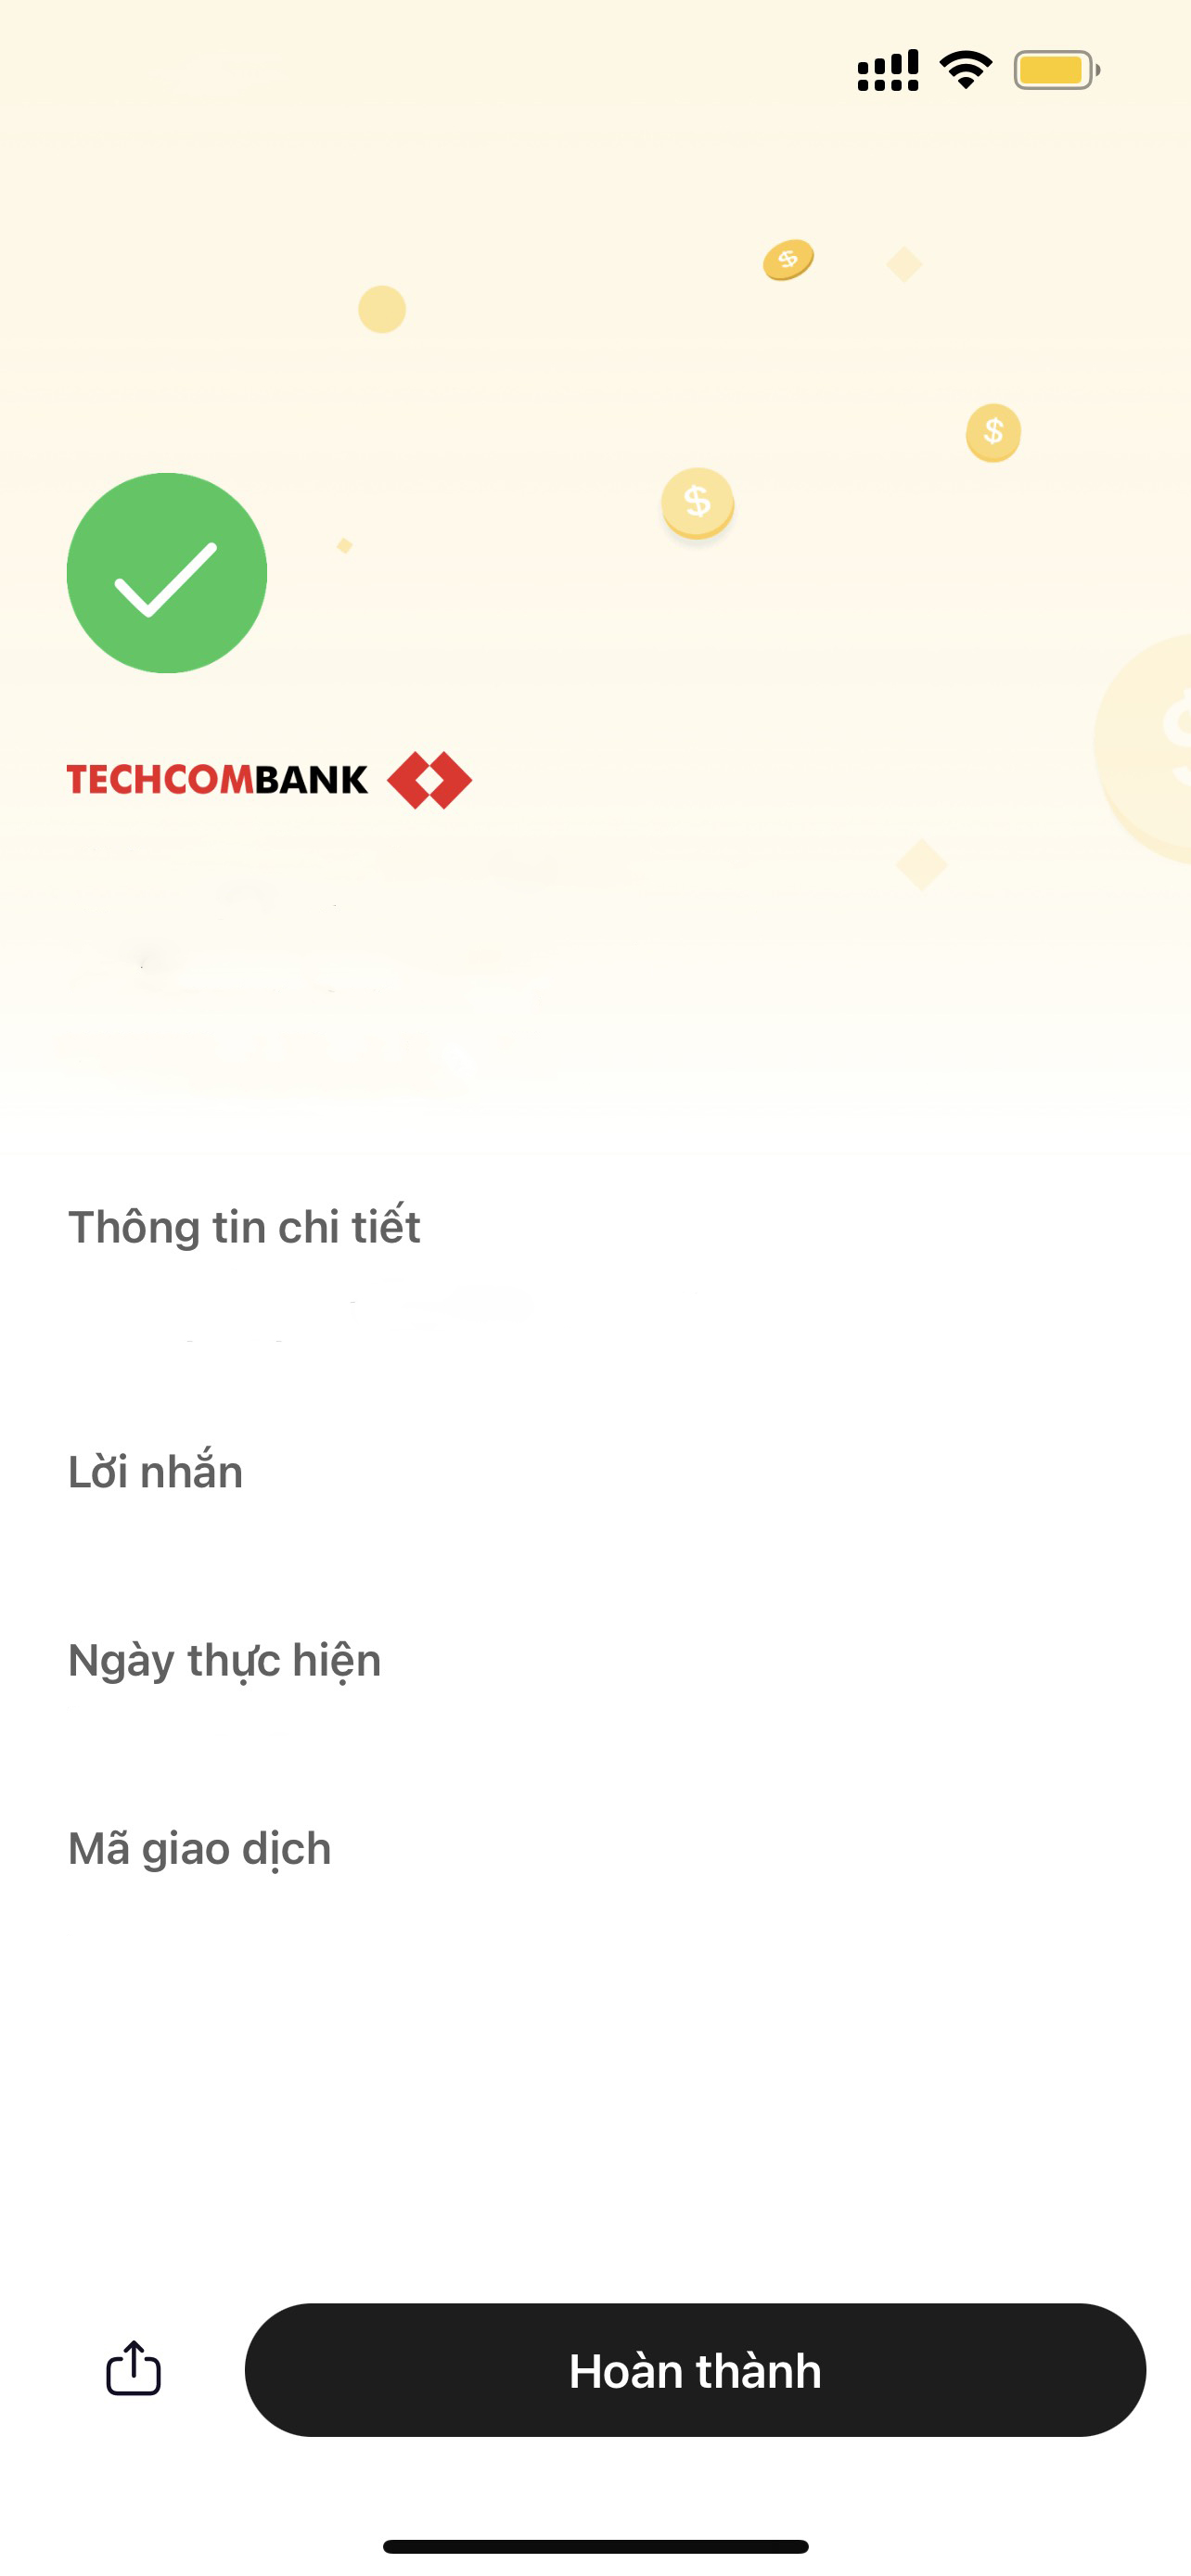 $
$
$
$
TECHCOMBANK
Thông tin chi tiết
Lời nhắn
Ngày thực hiện
Mã giao dịch
Hoàn thành